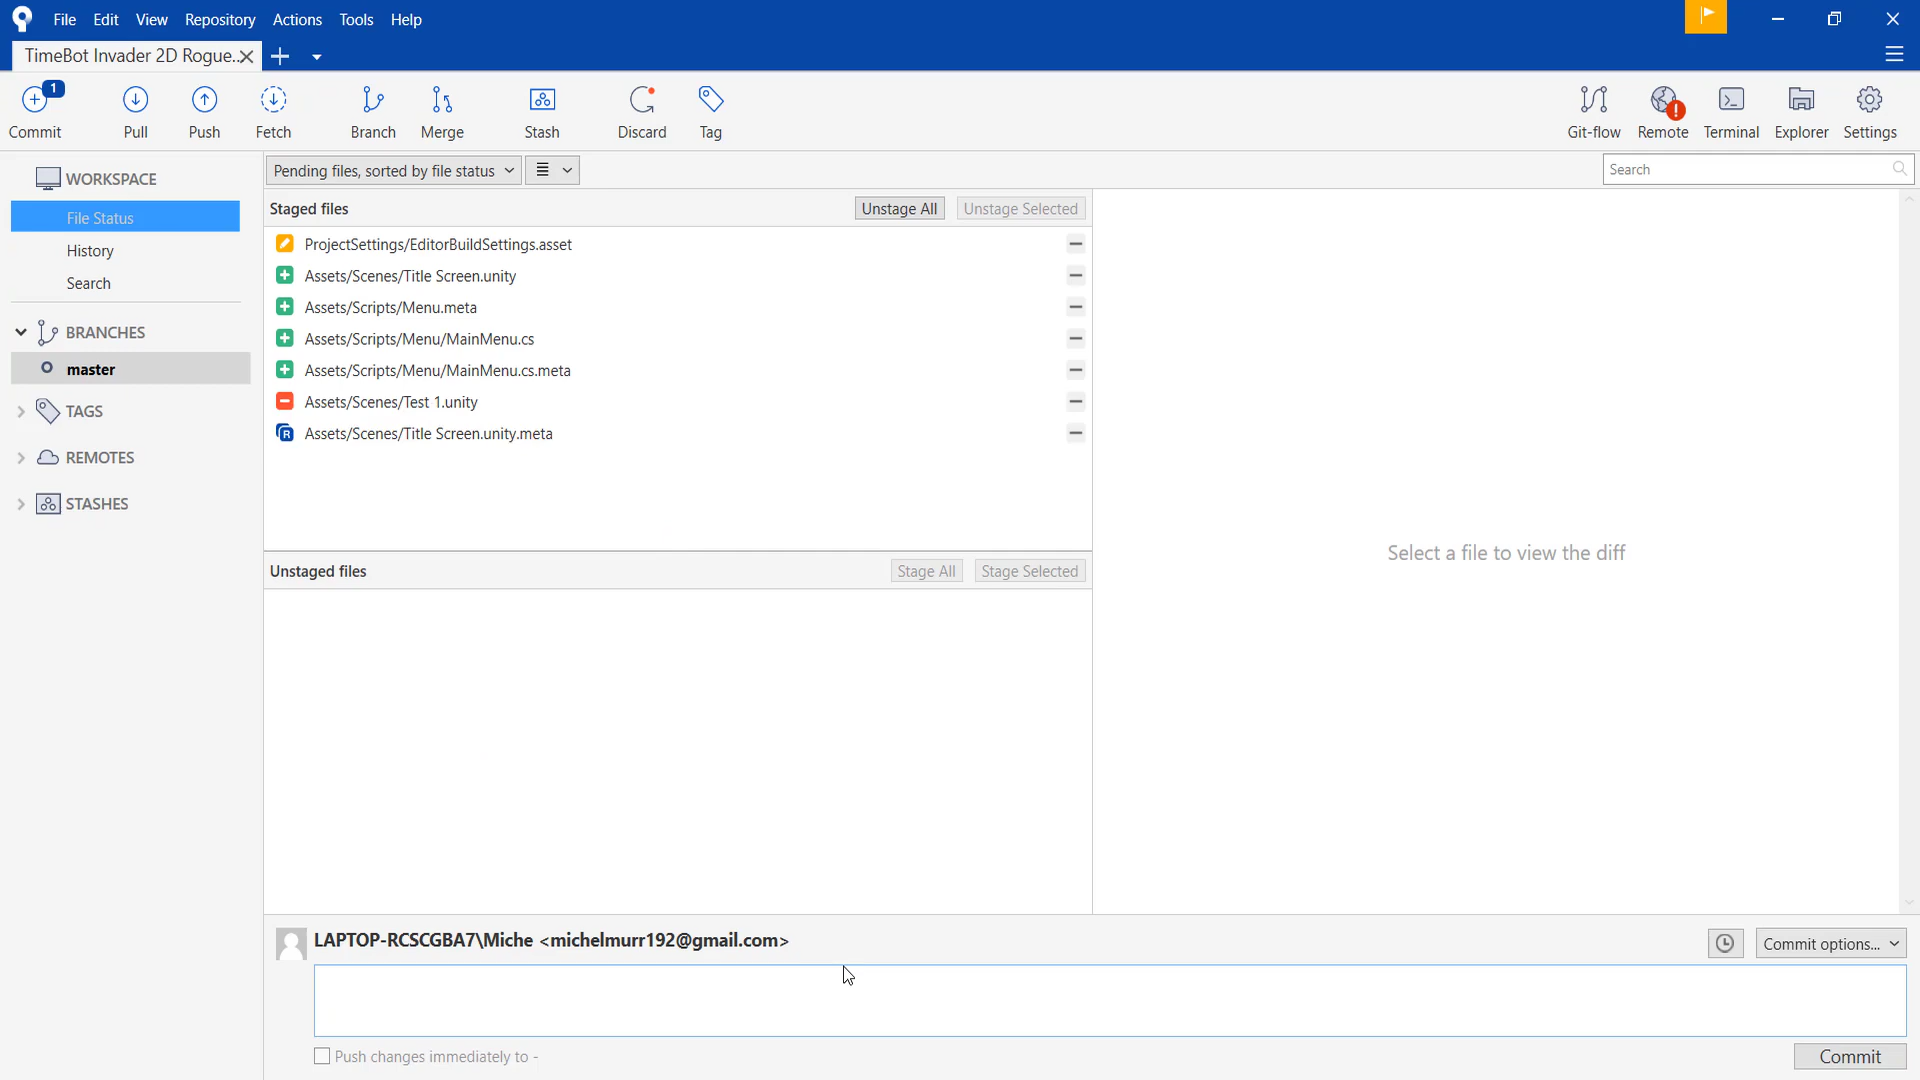 File Edit View Repository Actions Tools Help
TimeBot Invader 2D Rogue..
1
Commit Pull Push Fetch Branch Merge Stash Discard Tag Git-flow Remote Terminal Explorer Settings
WORKSPACE
File Status
History
Search
BRANCHES
master
TAGS
REMOTES
STASHES
Pending files, sorted by file status
Search
Staged files Unstage All Unstage Selected
ProjectSettings/EditorBuildSettings.asset
Assets/Scenes/Title Screen.unity
Assets/Scripts/Menu.meta
Assets/Scripts/Menu/MainMenu.cs
Assets/Scripts/Menu/MainMenu.cs.meta
Assets/Scenes/Test 1.unity
R Assets/Scenes/Title Screen.unity.meta
Unstaged files Stage All Stage Selected
Select a file to view the diff
LAPTOP-RCSCGBA7\Miche <michelmurr192@gmail.com>
Commit options...
Push changes immediately to -
Commit